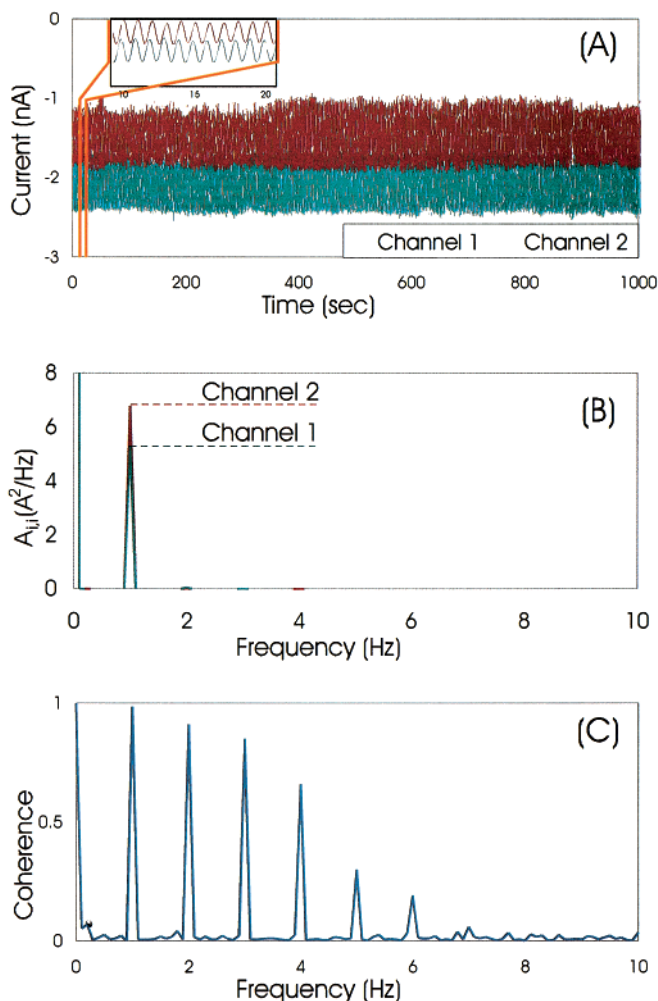 (A)
0
-1
-2
-3
Current (nA)
10 15 20
Channel 1 Channel 2
0 200 400 600 800 1000
Time (sec)
(B)
8
6
4
2
0
A i,i (A²/Hz)
Channel 2
Channel 1
0 2 4 6 8 10
Frequency (Hz)
(C)
1
0.5
0
Coherence
0 2 4 6 8 10
Frequency (Hz)